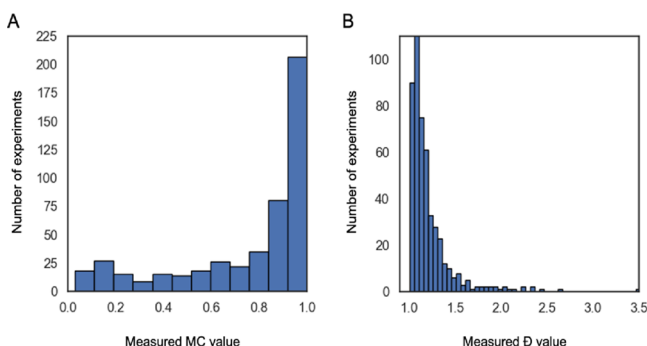 A
B
Number of experiments
225
200
175
150
125
100
75
50
25
0
0.0 0.2 0.4 0.6 0.8 1.0
Measured MC value
Number of experiments
100
80
60
40
20
0
1.0 1.5 2.0 2.5 3.0 3.5
Measured Đ value